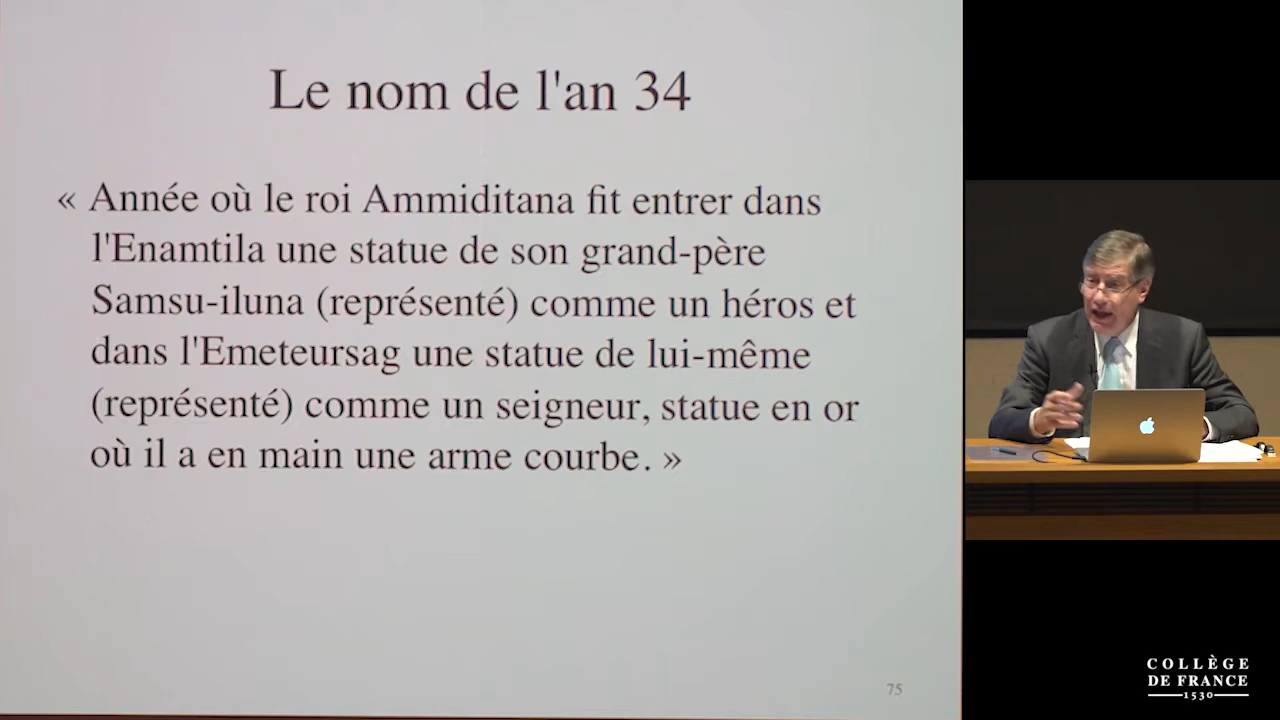 Le nom de l'an 34
« Année où le roi Ammiditana fit entrer dans
l'Enamtila une statue de son grand-père
Samsu-iluna (représenté) comme un héros et
dans l'Emeteursag une statue de lui-même
(représenté) comme un seigneur, statue en or
où il a en main une arme courbe. »
75
COLLÈGE
DE FRANCE
1530